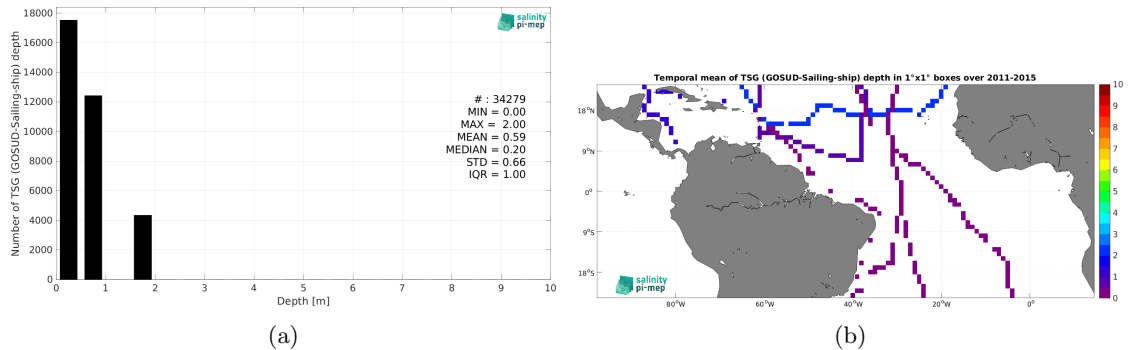 18000
16000
14000
12000
10000
8000
6000
4000
2000
0
Number of TSG (GOSUD-Sailing-ship) depth
salinity
pi-mep
# : 34279
MIN = 0.00
MAX = 2.00
MEAN = 0.59
MEDIAN = 0.20
STD = 0.66
IQR = 1.00
0 1 2 3 4 5 6 7 8 9 10
Depth [m]
(a)
Temporal mean of TSG (GOSUD-Sailing-ship) depth in 1°x1° boxes over 2011-2015
18°N
9°N
0°
9°S
18°S
80°W 60°W 40°W 20°W 0°
salinity
pi-mep
10
9
8
7
6
5
4
3
2
1
0
(b)